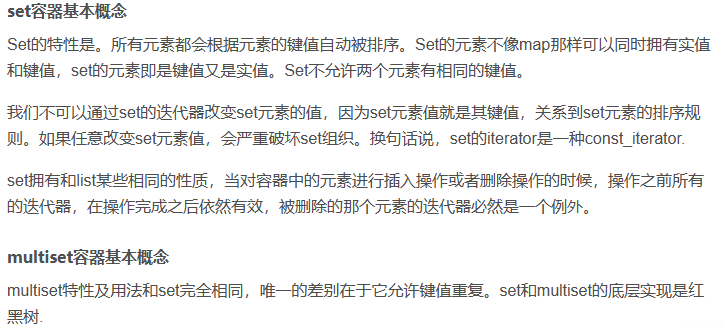 set容器基本概念
Set的特性是。所有元素都会根据元素的键值自动被排序。Set的元素不像map那样可以同时拥有实值
和键值，set的元素即是键值又是实值。Set不允许两个元素有相同的键值。
我们不可以通过set的迭代器改变set元素的值，因为set元素值就是其键值，关系到set元素的排序规
则。如果任意改变set元素值，会严重破坏set组织。换句话说，set的iterator是一种const_iterator.
set拥有和list某些相同的性质，当对容器中的元素进行插入操作或者删除操作的时候，操作之前所有
的迭代器，在操作完成之后依然有效，被删除的那个元素的迭代器必然是一个例外。
multiset容器基本概念
multiset特性及用法和set完全相同，唯一的差别在于它允许键值重复。set和multiset的底层实现是红
黑树.